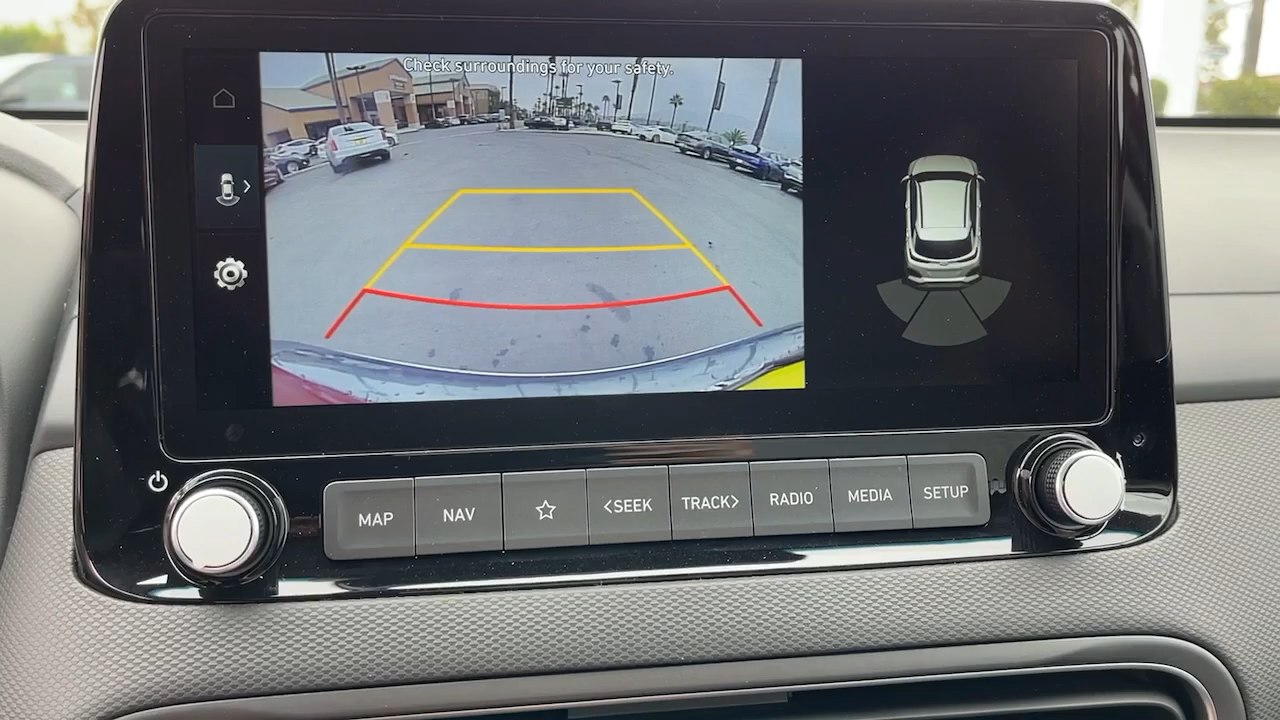 Check surroundings for your safety.
MAP
NAV
<SEEK
TRACK>
RADIO
MEDIA
SETUP